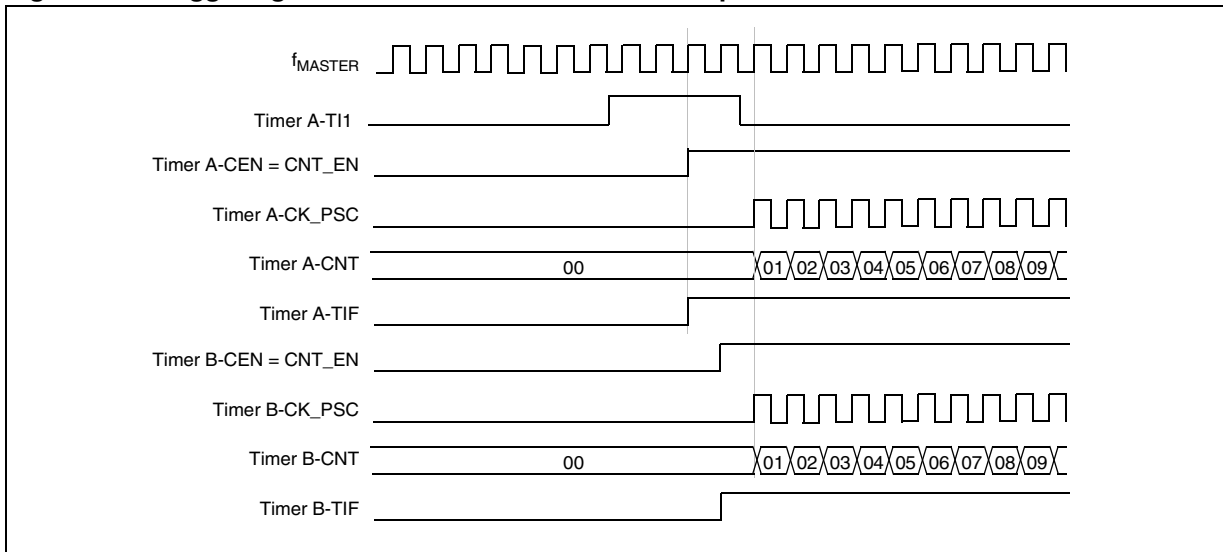 f_MASTER
Timer A-TI1
Timer A-CEN = CNT_EN
Timer A-CK_PSC
Timer A-CNT 00 01 02 03 04 05 06 07 08 09
Timer A-TIF
Timer B-CEN = CNT_EN
Timer B-CK_PSC
Timer B-CNT 00 01 02 03 04 05 06 07 08 09
Timer B-TIF